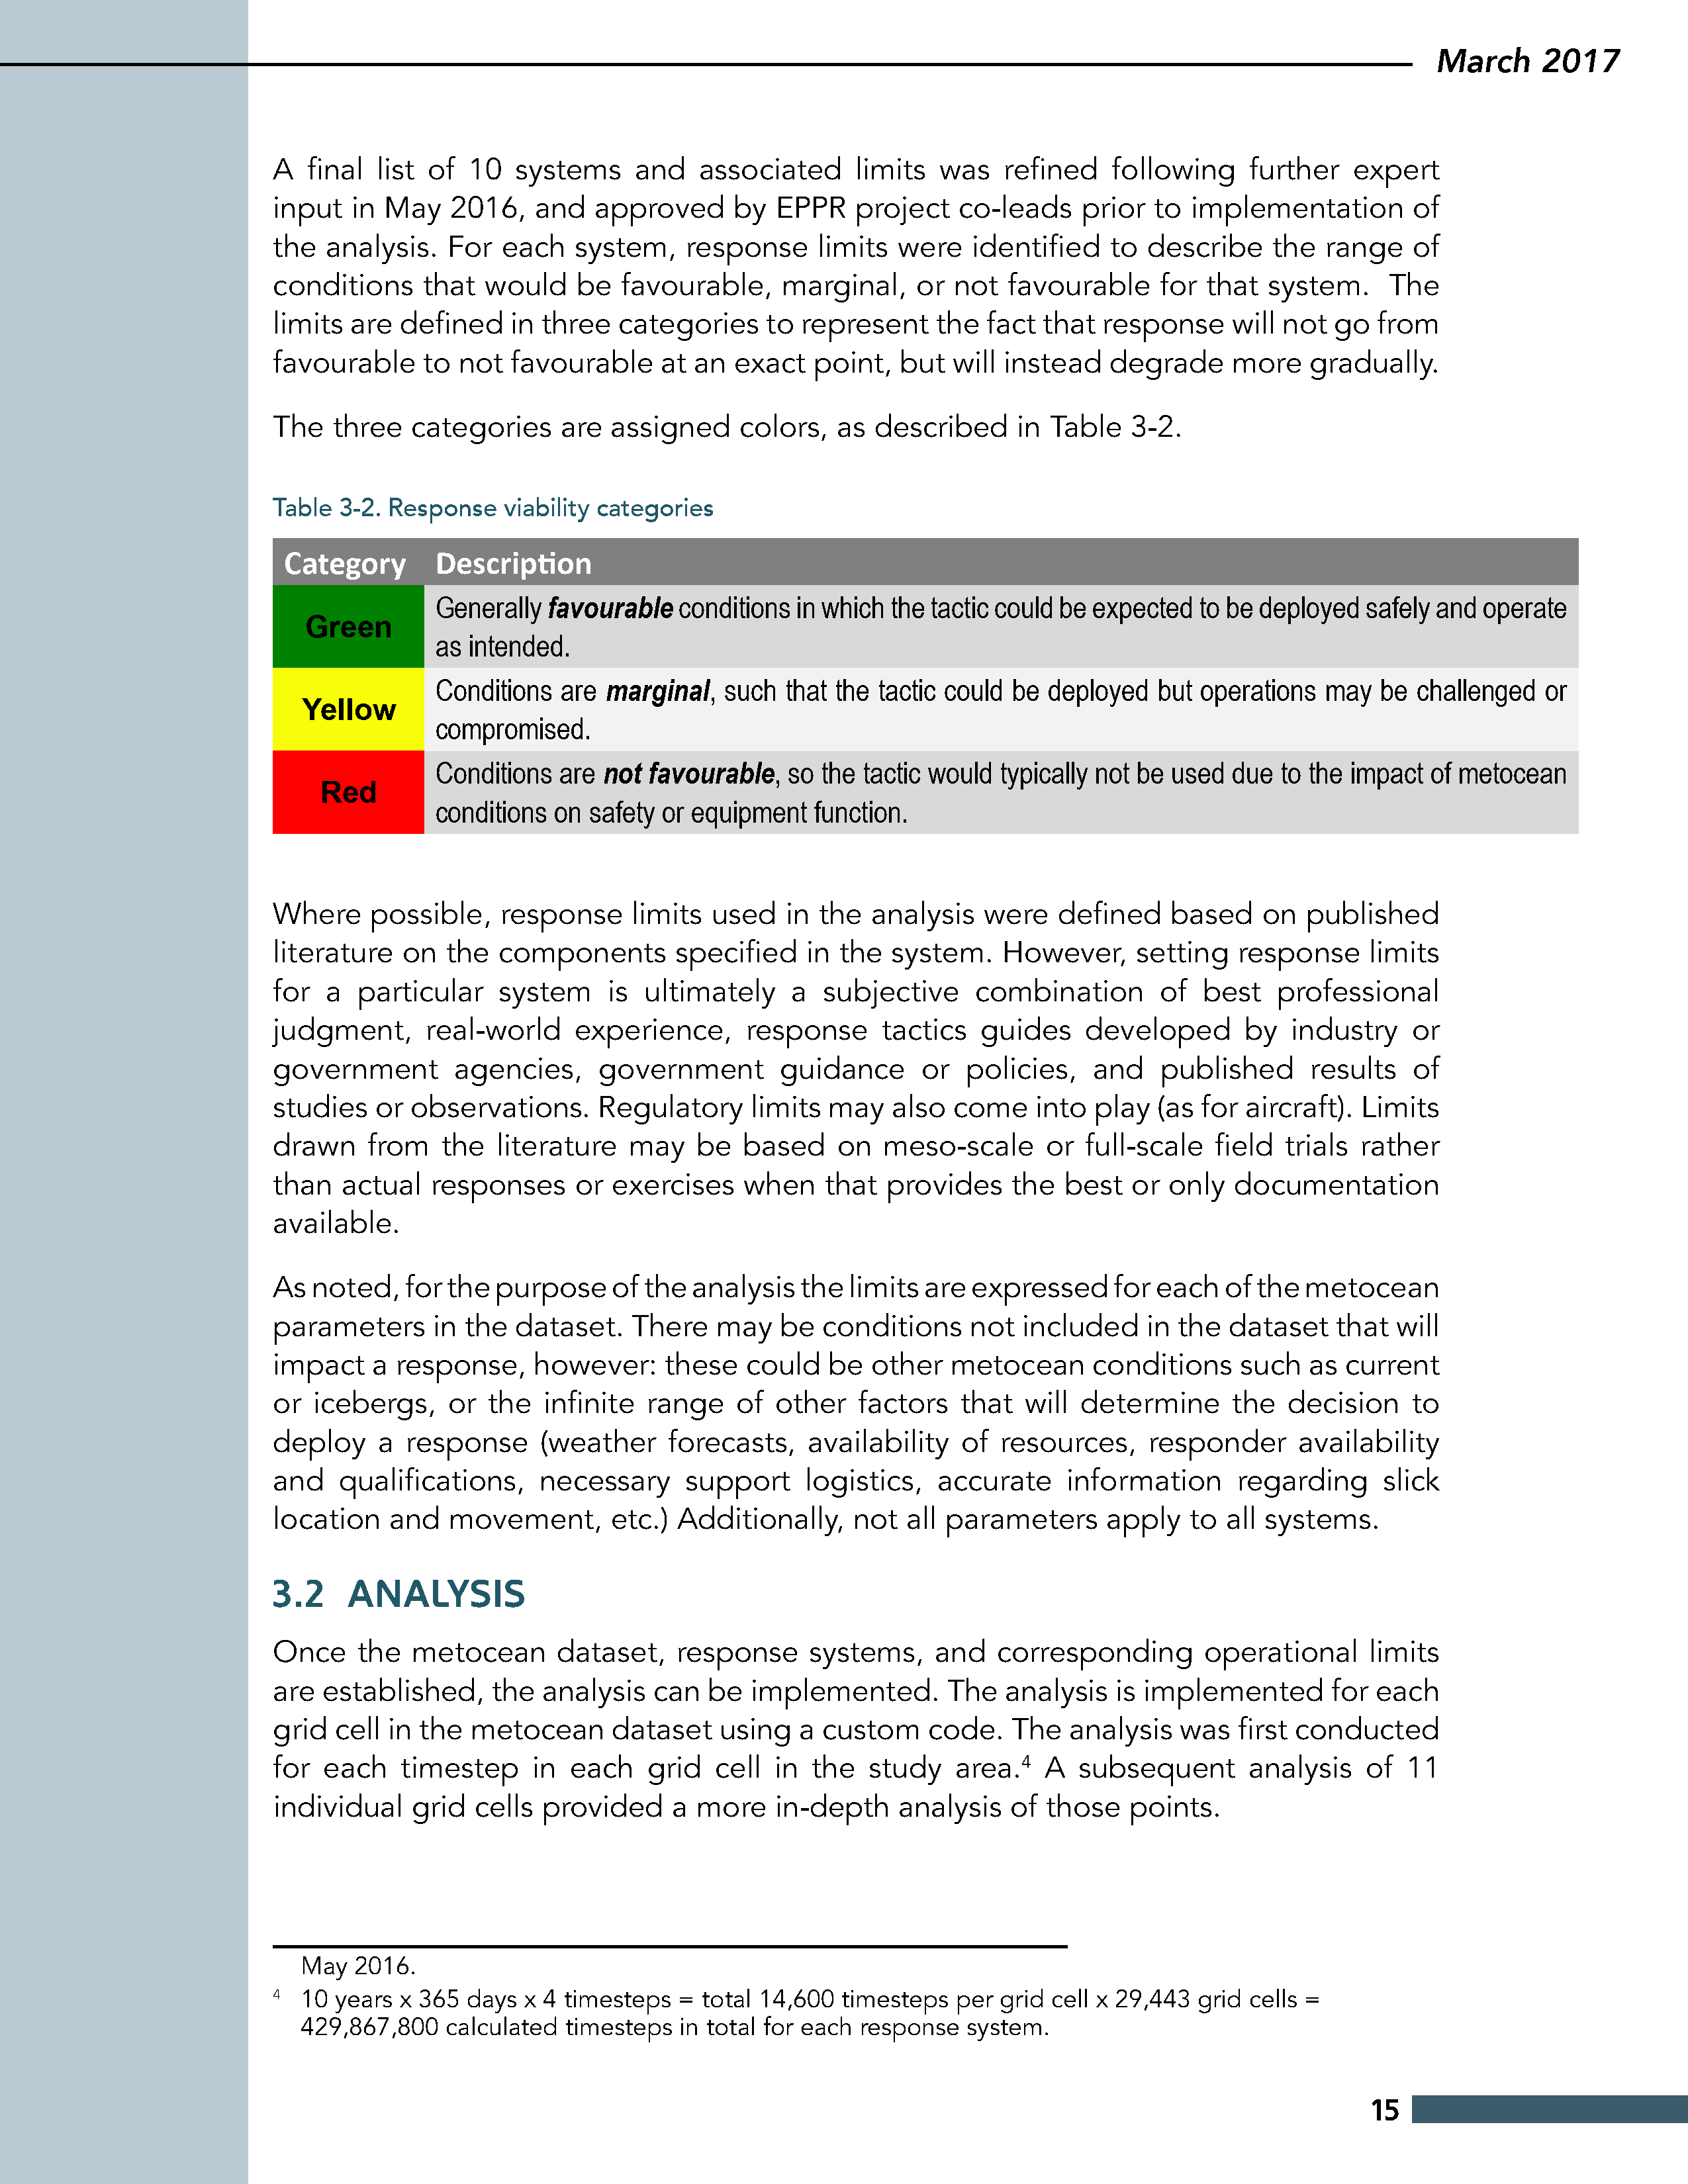 March 2017
A final list of 10 systems and associated limits was refined following further expert
input in May 2016, and approved by EPPR project co-leads prior to implementation of
the analysis. For each system, response limits were identified to describe the range of
conditions that would be favourable, marginal, or not favourable for that system. The
limits are defined in three categories to represent the fact that response will not go from
favourable to not favourable at an exact point, but will instead degrade more gradually.
The three categories are assigned colors, as described in Table 3-2.
Table 3-2. Response viability categories
Category Description
Green
Generally favourable conditions in which the tactic could be expected to be deployed safely and operate
as intended.
Yellow
Conditions are marginal, such that the tactic could be deployed but operations may be challenged or
compromised.
Red
Conditions are not favourable, so the tactic would typically not be used due to the impact of metocean
conditions on safety or equipment function.
Where possible, response limits used in the analysis were defined based on published
literature on the components specified in the system. However, setting response limits
for a particular system is ultimately a subjective combination of best professional
judgment, real-world experience, response tactics guides developed by industry or
government agencies, government guidance or policies, and published results of
studies or observations. Regulatory limits may also come into play (as for aircraft). Limits
drawn from the literature may be based on meso-scale or full-scale field trials rather
than actual responses or exercises when that provides the best or only documentation
available.
As noted, for the purpose of the analysis the limits are expressed for each of the metocean
parameters in the dataset. There may be conditions not included in the dataset that will
impact a response, however: these could be other metocean conditions such as current
or icebergs, or the infinite range of other factors that will determine the decision to
deploy a response (weather forecasts, availability of resources, responder availability
and qualifications, necessary support logistics, accurate information regarding slick
location and movement, etc.) Additionally, not all parameters apply to all systems.
3.2 ANALYSIS
Once the metocean dataset, response systems, and corresponding operational limits
are established, the analysis can be implemented. The analysis is implemented for each
grid cell in the metocean dataset using a custom code. The analysis was first conducted
for each timestep in each grid cell in the study area.4 A subsequent analysis of 11
individual grid cells provided a more in-depth analysis of those points.
May 2016.
4 10 years x 365 days x 4 timesteps = total 14,600 timesteps per grid cell x 29,443 grid cells =
429,867,800 calculated timesteps in total for each response system.
15